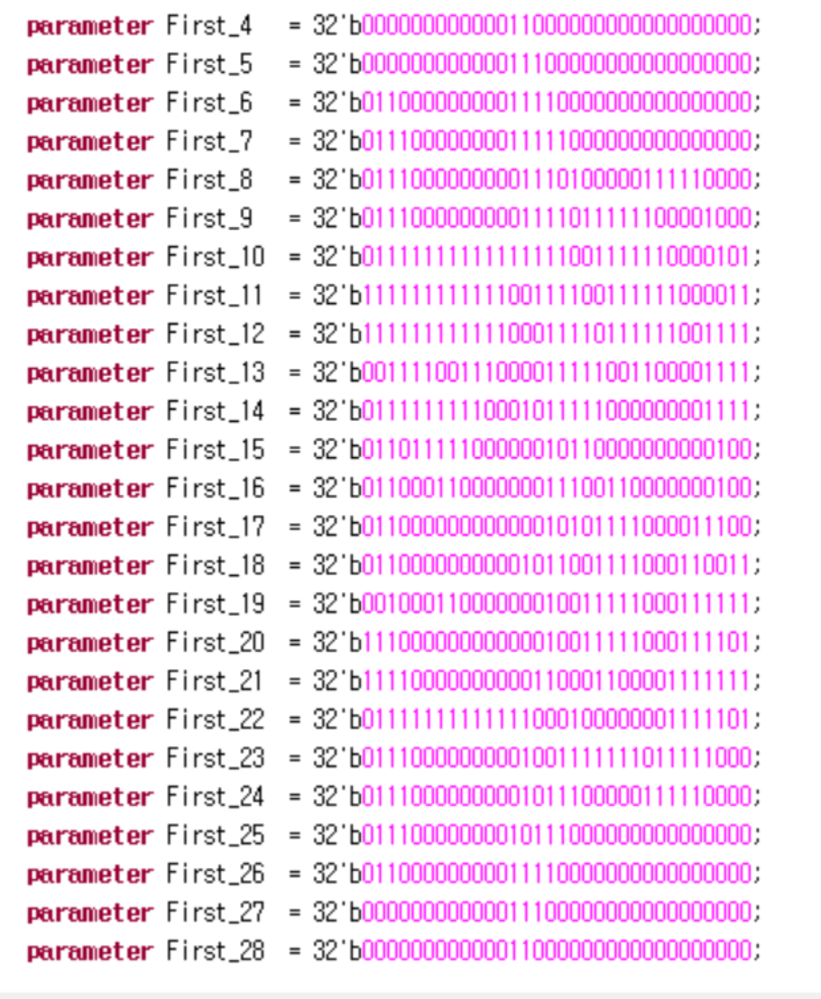 parameter First_4 = 32'b00000000000011000000000000000000;
parameter First_5 = 32'b00000000000011100000000000000000;
parameter First_6 = 32'b01100000000011110000000000000000;
parameter First_7 = 32'b01110000000011111000000000000000;
parameter First_8 = 32'b01110000000001110100000111110000;
parameter First_9 = 32'b01110000000001111011111100001000;
parameter First_10 = 32'b01111111111111111001111110000101;
parameter First_11 = 32'b11111111111100111100111111000011;
parameter First_12 = 32'b11111111111100011110111111001111;
parameter First_13 = 32'b00111100111000011111001100001111;
parameter First_14 = 32'b01111111110001011111000000001111;
parameter First_15 = 32'b01101111100000010110000000000100;
parameter First_16 = 32'b01100011000000011100110000000100;
parameter First_17 = 32'b01100000000000101011110000011100;
parameter First_18 = 32'b01100000000001011001111000110011;
parameter First_19 = 32'b00100011000000010011111000111111;
parameter First_20 = 32'b11100000000000010011111000111101;
parameter First_21 = 32'b11110000000000110001100001111111;
parameter First_22 = 32'b01111111111111000100000001111101;
parameter First_23 = 32'b01110000000001001111111011111000;
parameter First_24 = 32'b01110000000001011100000111110000;
parameter First_25 = 32'b01110000000010111000000000000000;
parameter First_26 = 32'b01100000000011110000000000000000;
parameter First_27 = 32'b00000000000011100000000000000000;
parameter First_28 = 32'b00000000000011000000000000000000;